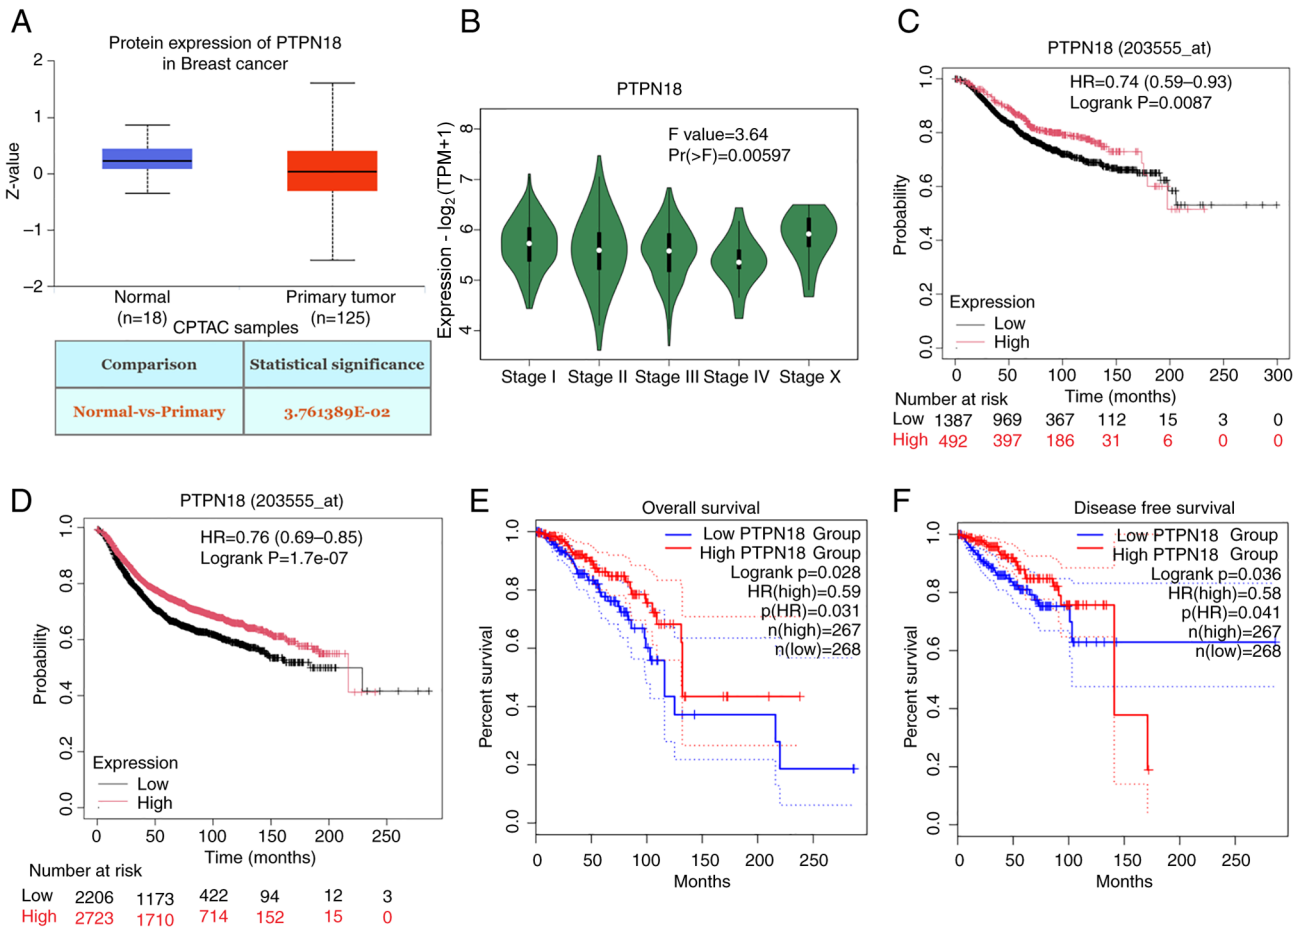 A
Protein expression of PTPN18
in Breast cancer
Z-value
2
1
0
−1
−2
Normal
(n=18)
Primary tumor
(n=125)
CPTAC samples
Comparison
Statistical significance
Normal-vs-Primary
3.761389E-02
B
PTPN18
F value=3.64
Pr(>F)=0.00597
Expression - log2(TPM+1)
8
7
6
5
4
Stage I
Stage II
Stage III
Stage IV
Stage X
C
PTPN18 (203555_at)
HR=0.74 (0.59–0.93)
Logrank P=0.0087
Probability
1.0
0.8
0.6
0.4
0.2
0.0
Expression
Low
High
0 50 100 150 200 250 300
Time (months)
Number at risk
Low 1387 969 367 112 15 3 0
High 492 397 186 31 6 0 0
D
PTPN18 (203555_at)
HR=0.76 (0.69–0.85)
Logrank P=1.7e-07
Probability
1.0
0.8
0.6
0.4
0.2
0.0
Expression
Low
High
0 50 100 150 200 250
Time (months)
Number at risk
Low 2206 1173 422 94 12 3
High 2723 1710 714 152 15 0
E
Overall survival
Low PTPN18 Group
High PTPN18 Group
Logrank p=0.028
HR(high)=0.59
p(HR)=0.031
n(high)=267
n(low)=268
Percent survival
1.0
0.8
0.6
0.4
0.2
0.0
0 50 100 150 200 250
Months
F
Disease free survival
Low PTPN18 Group
High PTPN18 Group
Logrank p=0.036
HR(high)=0.58
p(HR)=0.041
n(high)=267
n(low)=268
Percent survival
1.0
0.8
0.6
0.4
0.2
0.0
0 50 100 150 200 250
Months